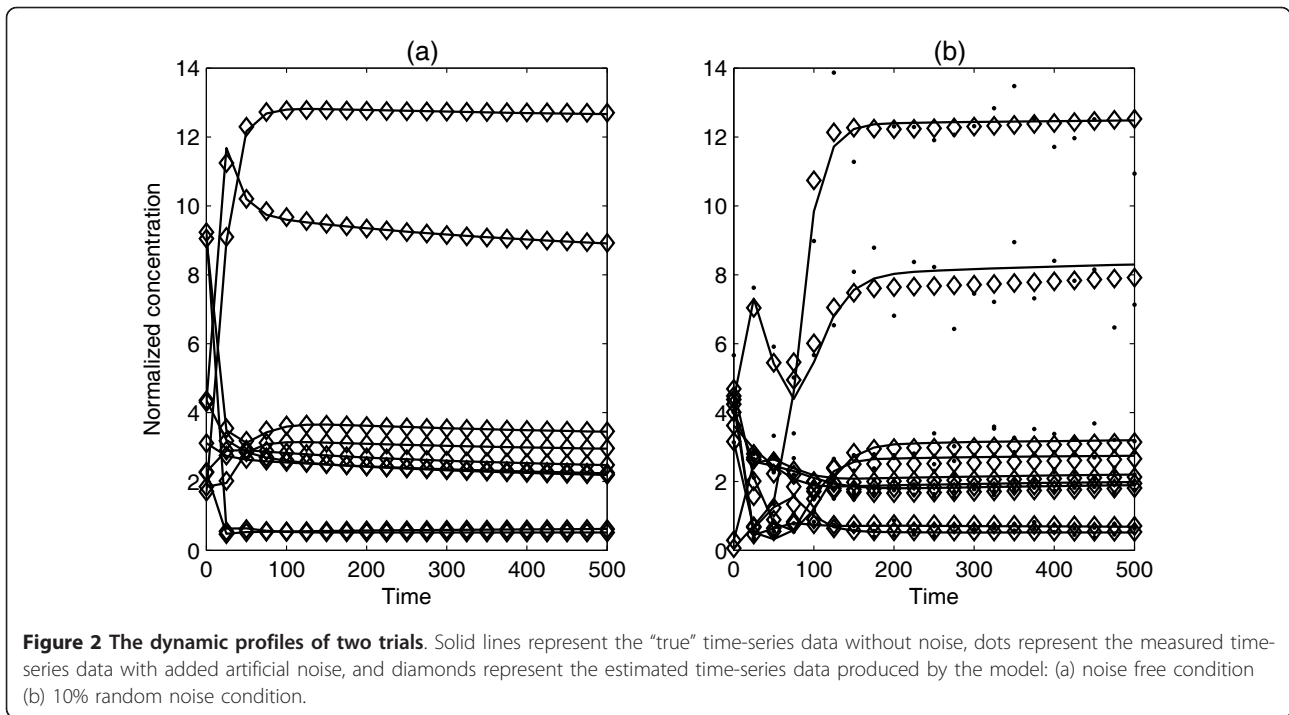 (a)
(b)
14
12
10
8
6
4
2
0
Normalized concentration
0 100 200 300 400 500
Time
14
12
10
8
6
4
2
0
0 100 200 300 400 500
Time
Figure 2 The dynamic profiles of two trials. Solid lines represent the “true” time-series data without noise, dots represent the measured time-
series data with added artificial noise, and diamonds represent the estimated time-series data produced by the model: (a) noise free condition
(b) 10% random noise condition.